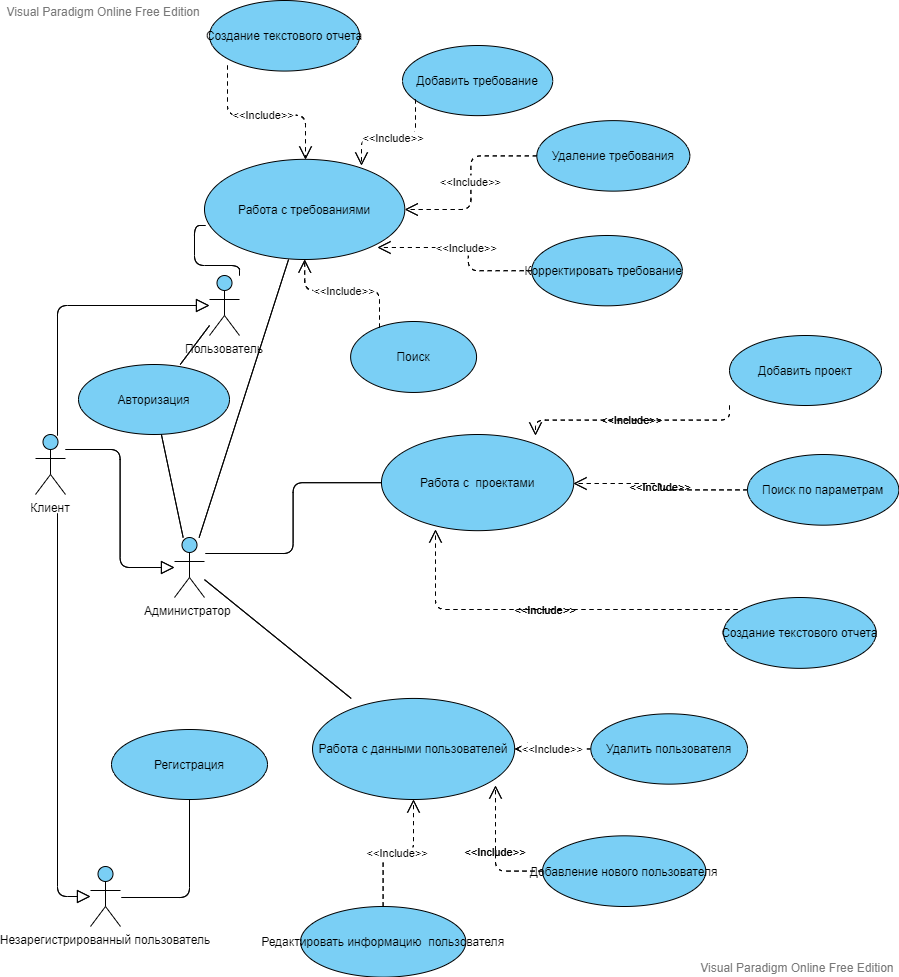 Visual Paradigm Online Free Edition
Создание текстового отчета
Добавить требование
<<Include>>
<<Include>>
Удаление требования
<<Include>>
Работа с требованиями
<<Include>>
Корректировать требование
<<Include>>
Пользователь
Поиск
Добавить проект
Авторизация
<<Include>>
Работа с проектами
<<Include>>
Поиск по параметрам
Клиент
Администратор
<<Include>>
Создание текстового отчета
Работа с данными пользователей
<<Include>>
Удалить пользователя
Регистрация
<<Include>>
<<Include>>
Добавление нового пользователя
Незарегистрированный пользователь
Редактировать информацию пользователя
Visual Paradigm Online Free Edition